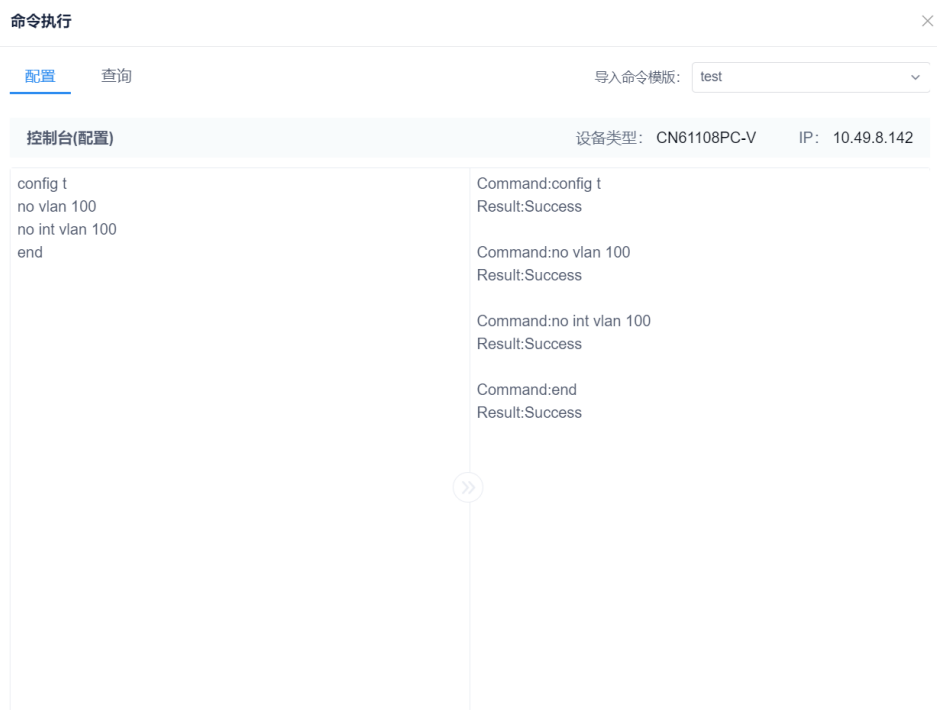 命令执行
配置 查询 导入命令模版： test
控制台(配置) 设备类型： CN61108PC-V IP： 10.49.8.142
config t
no vlan 100
no int vlan 100
end
Command:config t
Result:Success
Command:no vlan 100
Result:Success
Command:no int vlan 100
Result:Success
Command:end
Result:Success